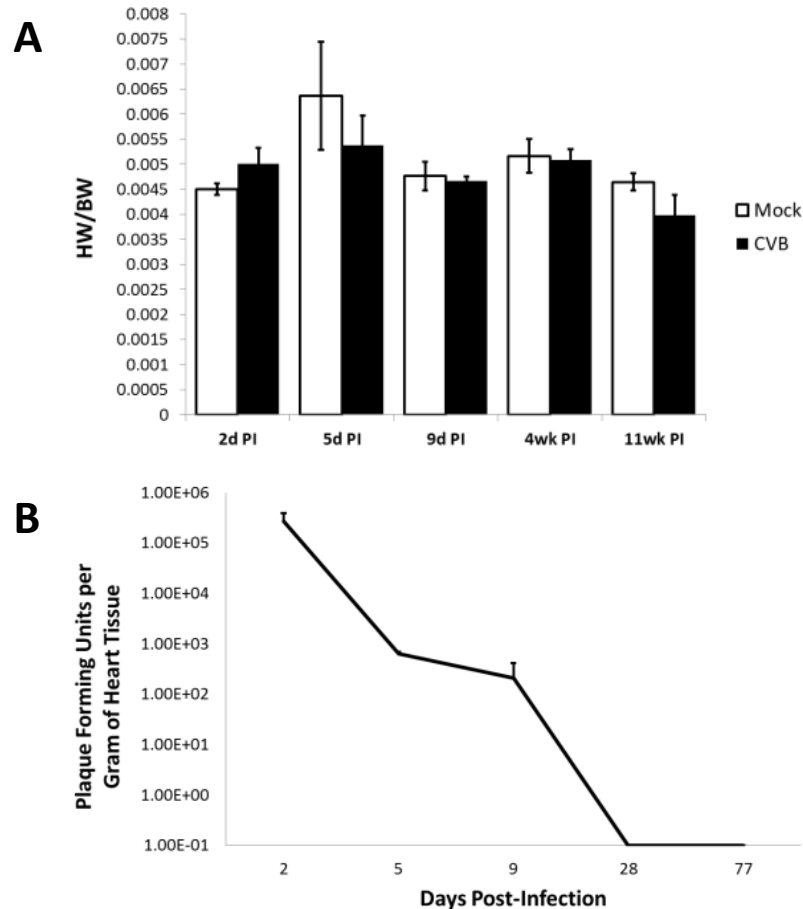 A
HW/BW
0.008
0.0075
0.007
0.0065
0.006
0.0055
0.005
0.0045
0.004
0.0035
0.003
0.0025
0.002
0.0015
0.001
0.0005
0
2d PI
5d PI
9d PI
4wk PI
11wk PI
Mock
CVB
B
Plaque Forming Units per
Gram of Heart Tissue
1.00E+06
1.00E+05
1.00E+04
1.00E+03
1.00E+02
1.00E+01
1.00E+00
1.00E-01
2
5
9
28
77
Days Post-Infection